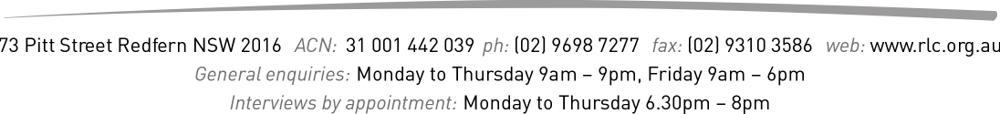 73 Pitt Street Redfern NSW 2016 ACN: 31 001 442 039 ph: (02) 9698 7277 fax: (02) 9310 3586 web: www.rlc.org.au
General enquiries: Monday to Thursday 9am – 9pm, Friday 9am – 6pm
Interviews by appointment: Monday to Thursday 6.30pm – 8pm